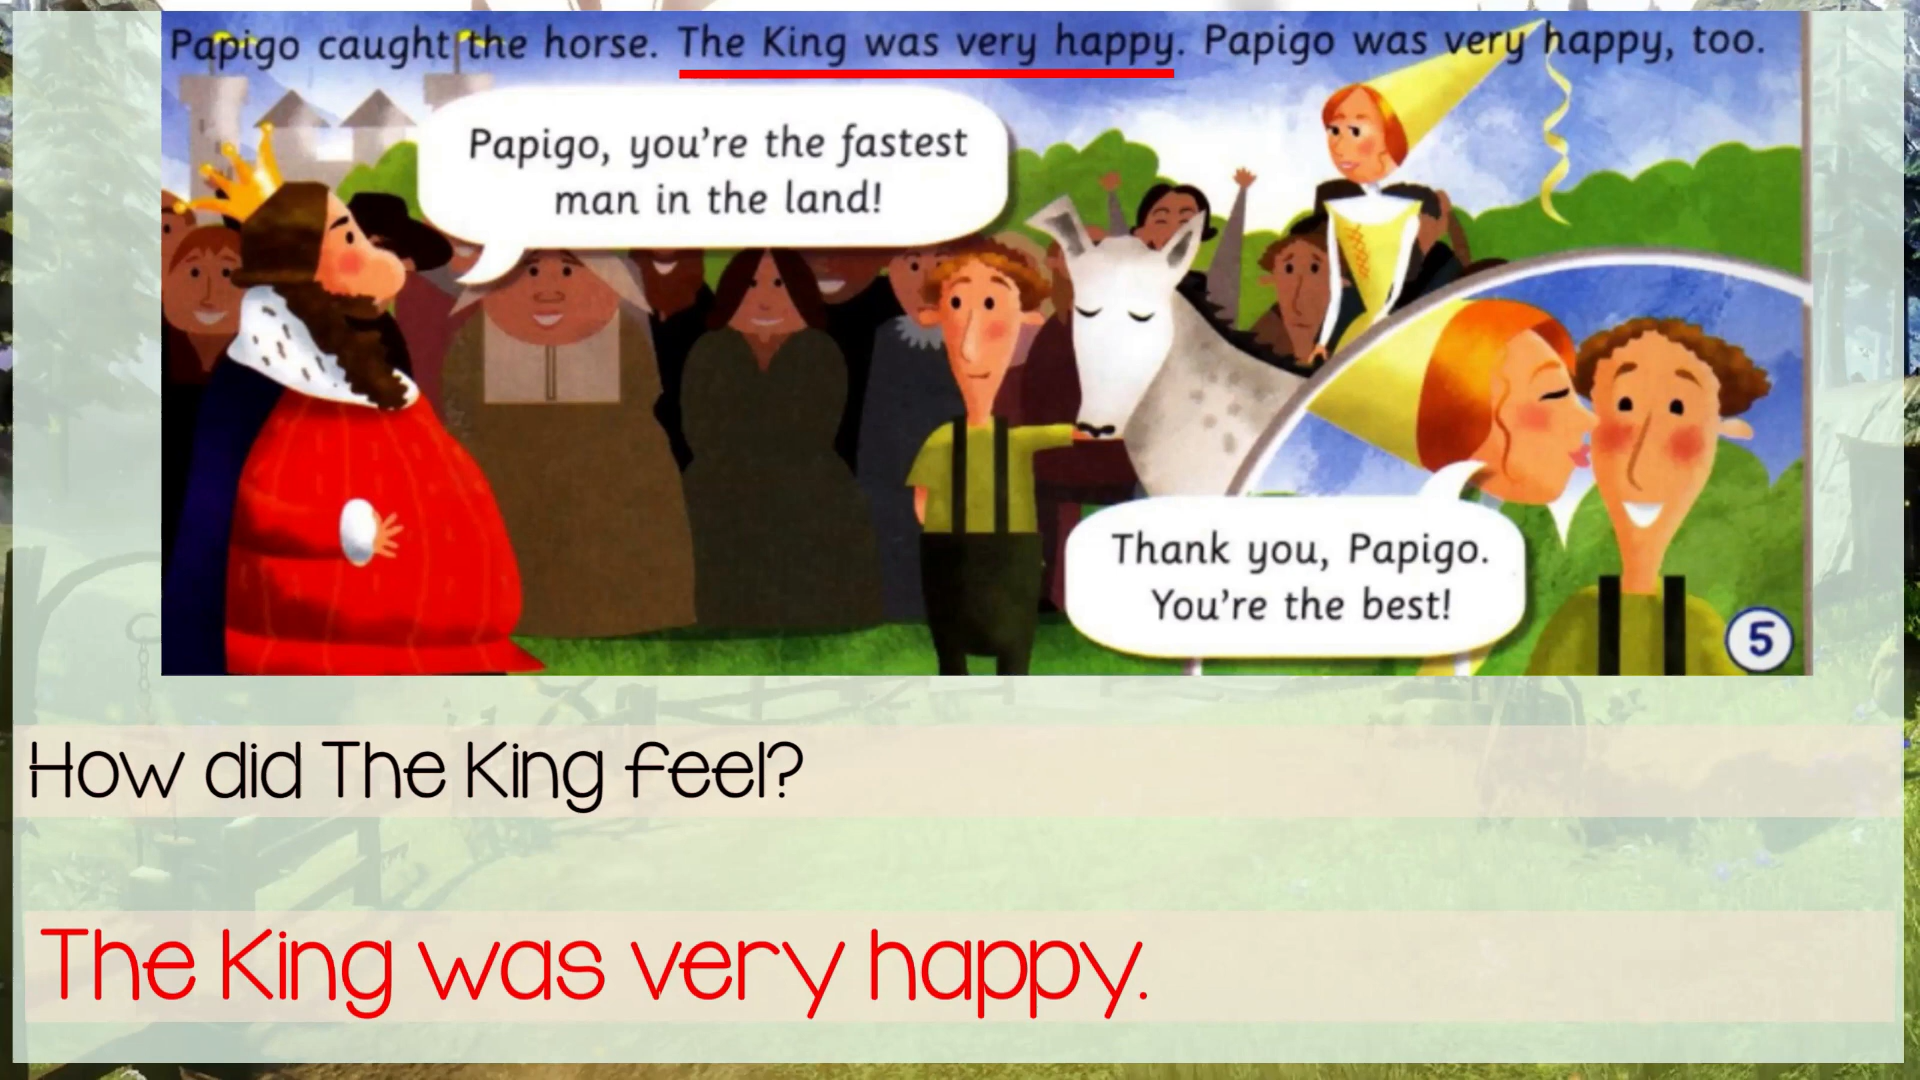 Papigo caught the horse. The King was very happy. Papigo was very happy, too.
Papigo, you're the fastest
man in the land!
Thank you, Papigo.
You're the best!
5
How did The King feel?
The King was very happy.